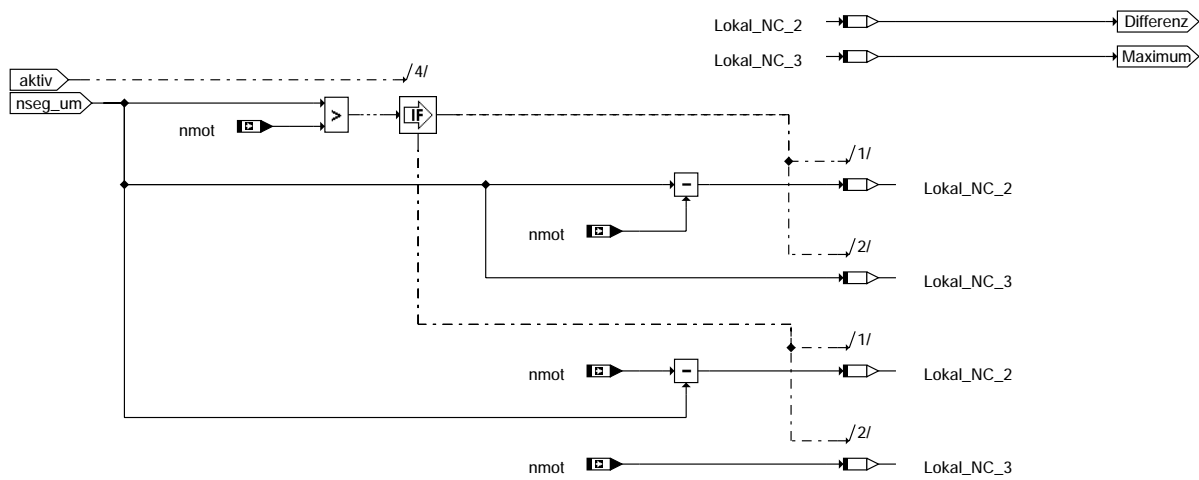 Lokal_NC_2
Differenz
Lokal_NC_3
Maximum
aktiv
/4/
nseg_um
>
IF
nmot
/1/
-
Lokal_NC_2
nmot
/2/
Lokal_NC_3
/1/
nmot
-
Lokal_NC_2
/2/
nmot
Lokal_NC_3